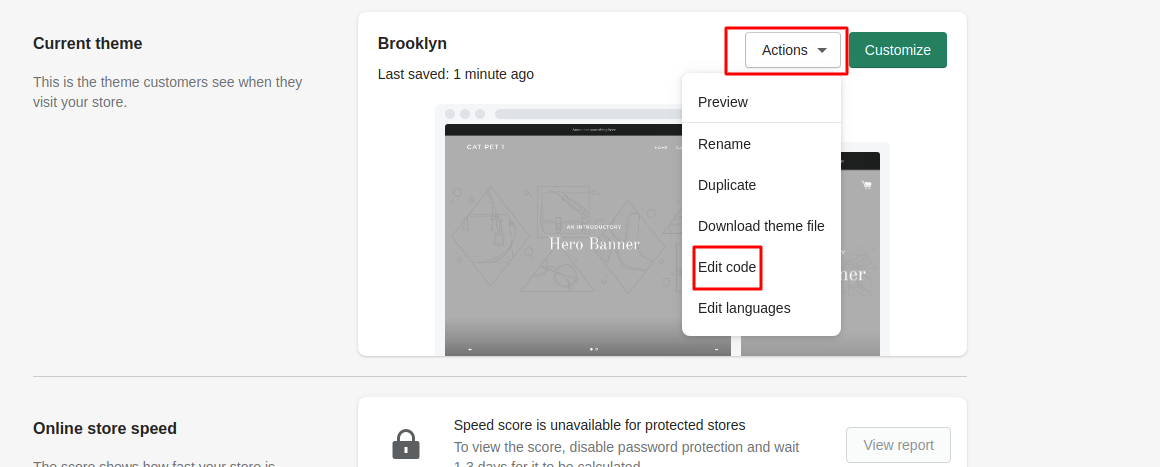 Current theme
This is the theme customers see when they
visit your store.
Brooklyn
Last saved: 1 minute ago
Actions
Customize
Preview
Rename
Duplicate
Download theme file
Edit code
Edit languages
CAT PET 1
HOME
AN INTRODUCTORY
Hero Banner
Online store speed
The score shows how fast your store is
Speed score is unavailable for protected stores
To view the score, disable password protection and wait
1-3 days for it to be calculated
View report